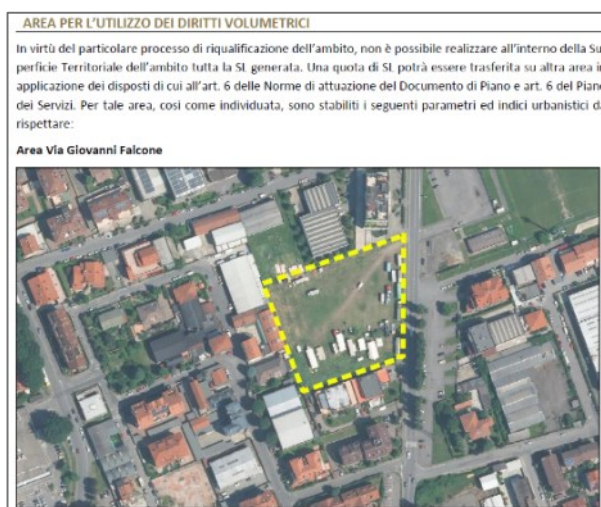 AREA PER L'UTILIZZO DEI DIRITTI VOLUMETRICI
In virtù del particolare processo di riqualificazione dell'ambito, non è possibile realizzare all'interno della Su
perficie Territoriale dell'ambito tutta la SL generata. Una quota di SL potrà essere trasferita su altra area in
applicazione dei disposti di cui all'art. 6 delle Norme di attuazione del Documento di Piano e art. 6 del Piano
dei Servizi. Per tale area, così come individuata, sono stabiliti i seguenti parametri ed indici urbanistici da
rispettare:
Area Via Giovanni Falcone